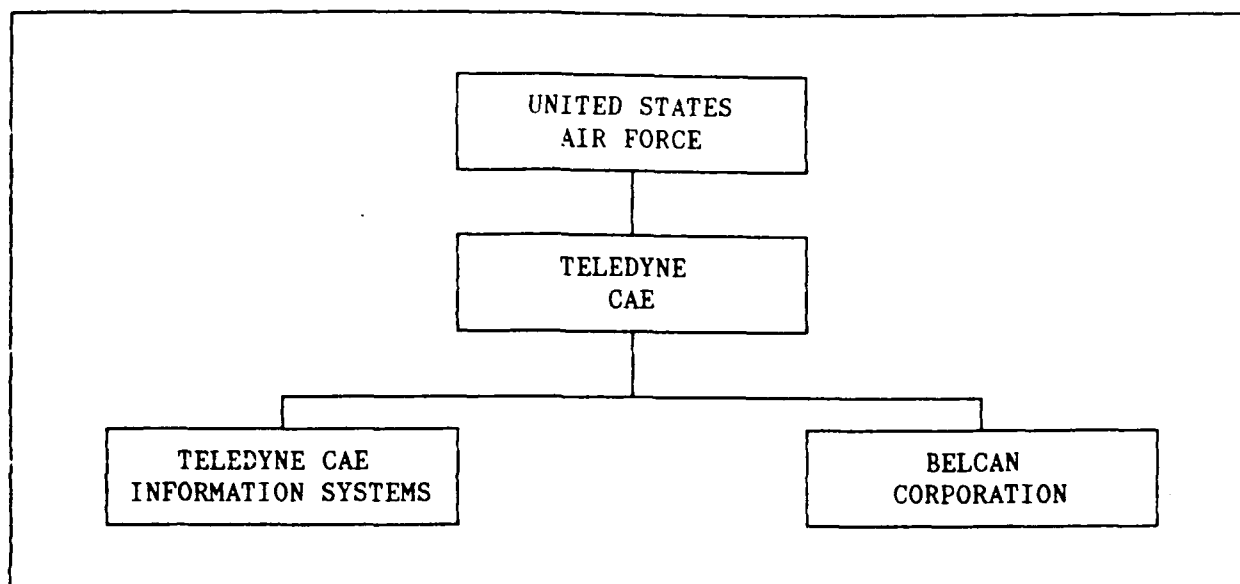 UNITED STATES
AIR FORCE
TELEDYNE
CAE
TELEDYNE CAE
INFORMATION SYSTEMS
BELCAN
CORPORATION